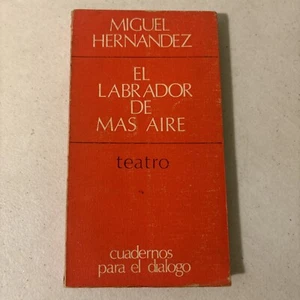 MIGUEL
HERNANDEZ
EL
LABRADOR
DE
MAS AIRE
teatro
cuadernos
para el dialogo